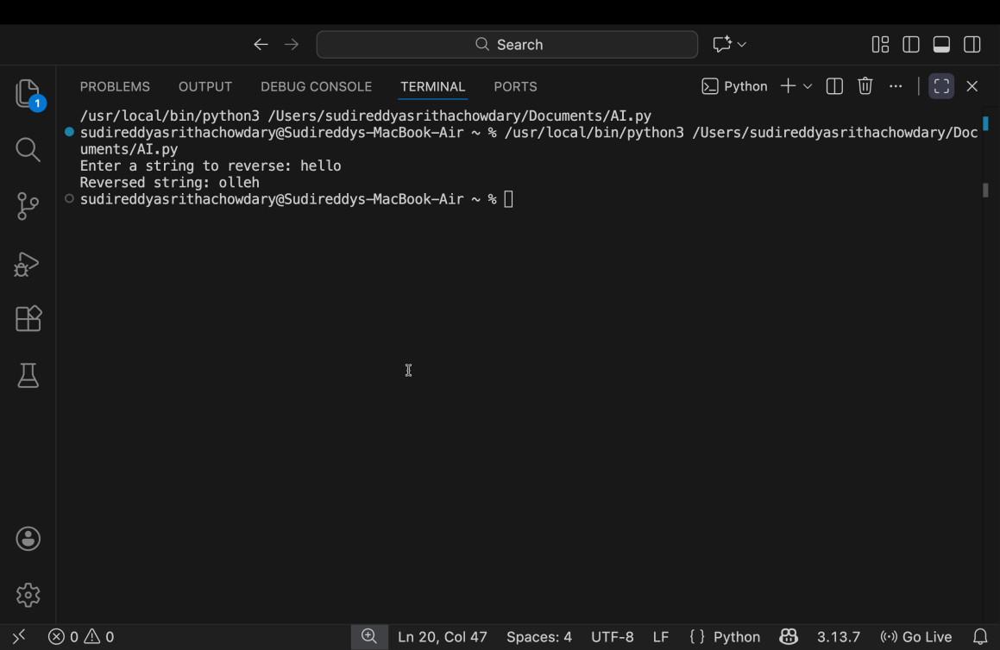 Search
PROBLEMS OUTPUT DEBUG CONSOLE TERMINAL PORTS Python
/usr/local/bin/python3 /Users/sudireddyasrithachowdary/Documents/AI.py
sudireddyasrithachowdary@Sudireddys-MacBook-Air ~ % /usr/local/bin/python3 /Users/sudireddyasrithachowdary/Doc
uments/AI.py
Enter a string to reverse: hello
Reversed string: olleh
sudireddyasrithachowdary@Sudireddys-MacBook-Air ~ %
1
0 0 Ln 20, Col 47 Spaces: 4 UTF-8 LF { } Python 3.13.7 Go Live